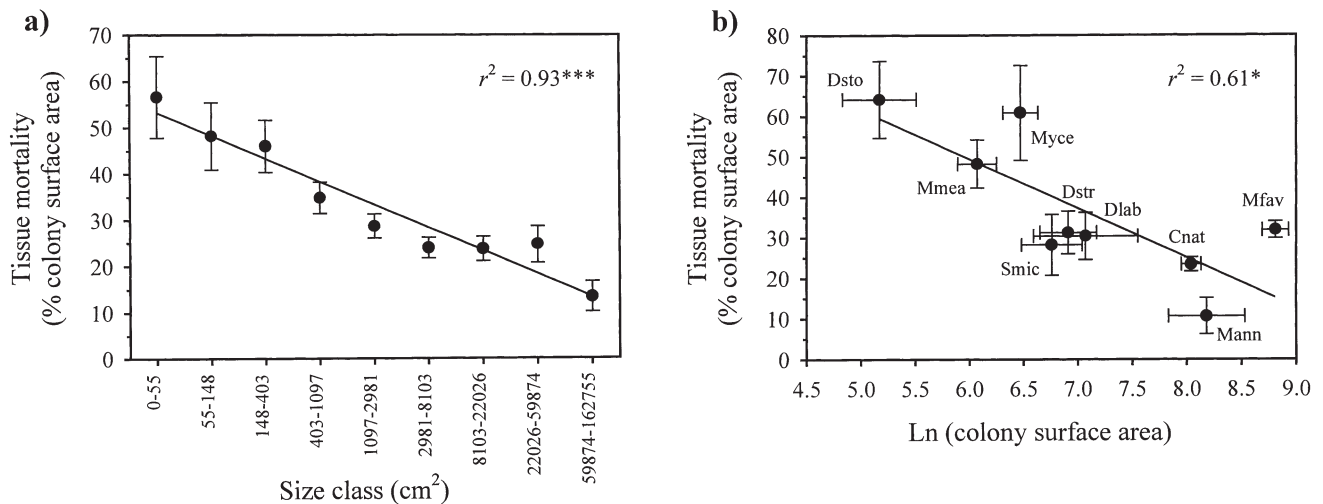 a)
Tissue mortality
(% colony surface area)
70
60
50
40
30
20
10
0
r² = 0.93***
0-55
55-148
148-403
403-1097
1097-2981
2981-8103
8103-22026
22026-59874
59874-162755
Size class (cm²)
b)
Tissue mortality
(% colony surface area)
80
70
60
50
40
30
20
10
0
r² = 0.61*
Dsto
Myce
Mmea
Dstr
Dlab
Smic
Mfav
Cnat
Mann
4.5 5.0 5.5 6.0 6.5 7.0 7.5 8.0 8.5 9.0
Ln (colony surface area)